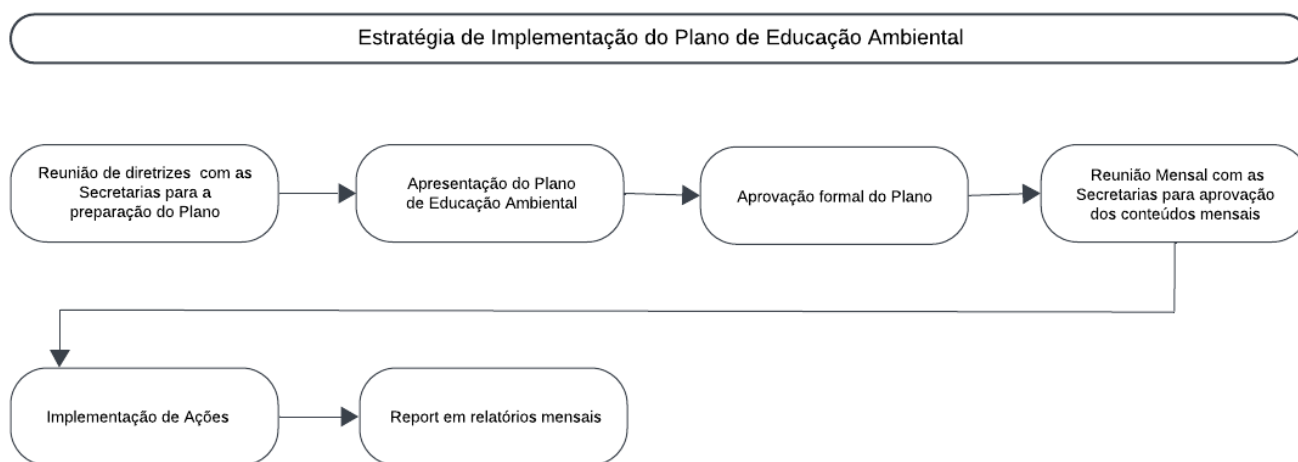 Estratégia de Implementação do Plano de Educação Ambiental
Reunião de diretrizes com as
Secretarias para a
preparação do Plano
Apresentação do Plano
de Educação Ambiental
Aprovação formal do Plano
Reunião Mensal com as
Secretarias para aprovação
dos conteúdos mensais
Implementação de Ações
Report em relatórios mensais